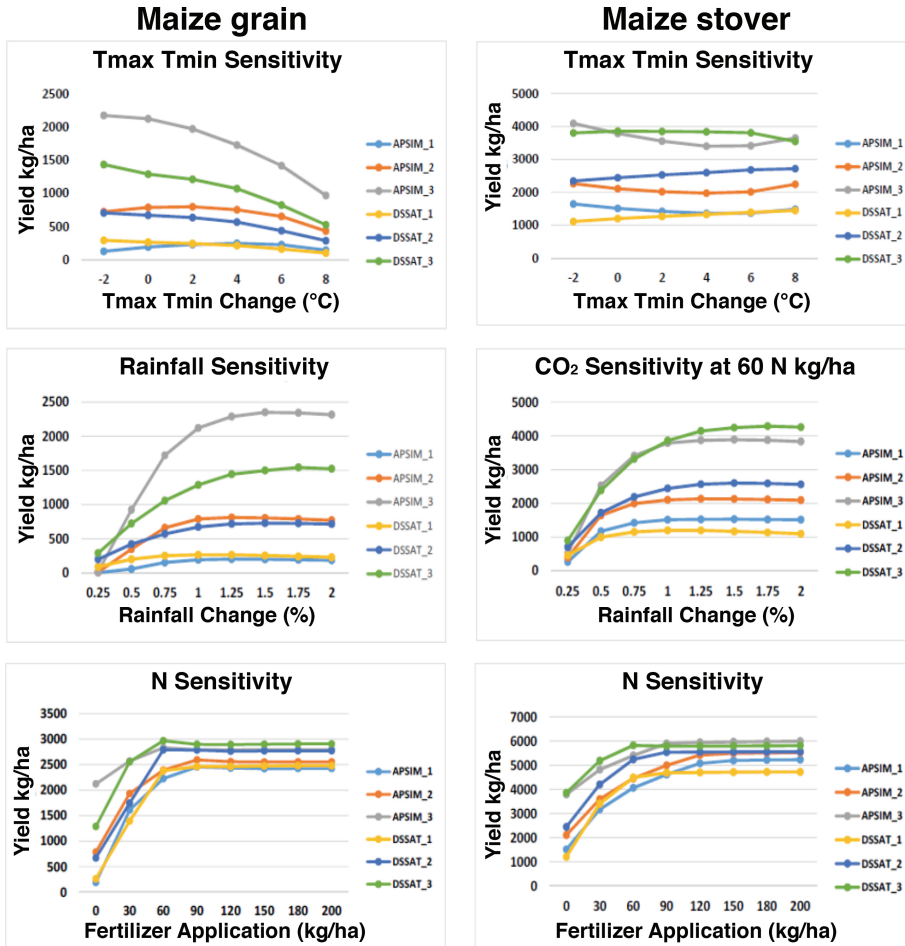 Maize grain
Maize stover
Tmax Tmin Sensitivity
Yield kg/ha
2500
2000
1500
1000
500
0
-2 0 2 4 6 8
Tmax Tmin Change (°C)
APSIM_1
APSIM_2
APSIM_3
DSSAT_1
DSSAT_2
DSSAT_3
Tmax Tmin Sensitivity
Yield kg/ha
5000
4000
3000
2000
1000
0
-2 0 2 4 6 8
Tmax Tmin Change (°C)
APSIM_1
APSIM_2
APSIM_3
DSSAT_1
DSSAT_2
DSSAT_3
Rainfall Sensitivity
Yield kg/ha
2500
2000
1500
1000
500
0
0.25 0.5 0.75 1 1.25 1.5 1.75 2
Rainfall Change (%)
APSIM_1
APSIM_2
APSIM_3
DSSAT_1
DSSAT_2
DSSAT_3
CO₂ Sensitivity at 60 N kg/ha
Yield kg/ha
5000
4000
3000
2000
1000
0
0.25 0.5 0.75 1 1.25 1.5 1.75 2
Rainfall Change (%)
APSIM_1
APSIM_2
APSIM_3
DSSAT_1
DSSAT_2
DSSAT_3
N Sensitivity
Yield kg/ha
3500
3000
2500
2000
1500
1000
500
0
0 30 60 90 120 150 180 200
Fertilizer Application (kg/ha)
APSIM_1
APSIM_2
APSIM_3
DSSAT_1
DSSAT_2
DSSAT_3
N Sensitivity
Yield kg/ha
7000
6000
5000
4000
3000
2000
1000
0
0 30 60 90 120 150 180 200
Fertilizer Application (kg/ha)
APSIM_1
APSIM_2
APSIM_3
DSSAT_1
DSSAT_2
DSSAT_3